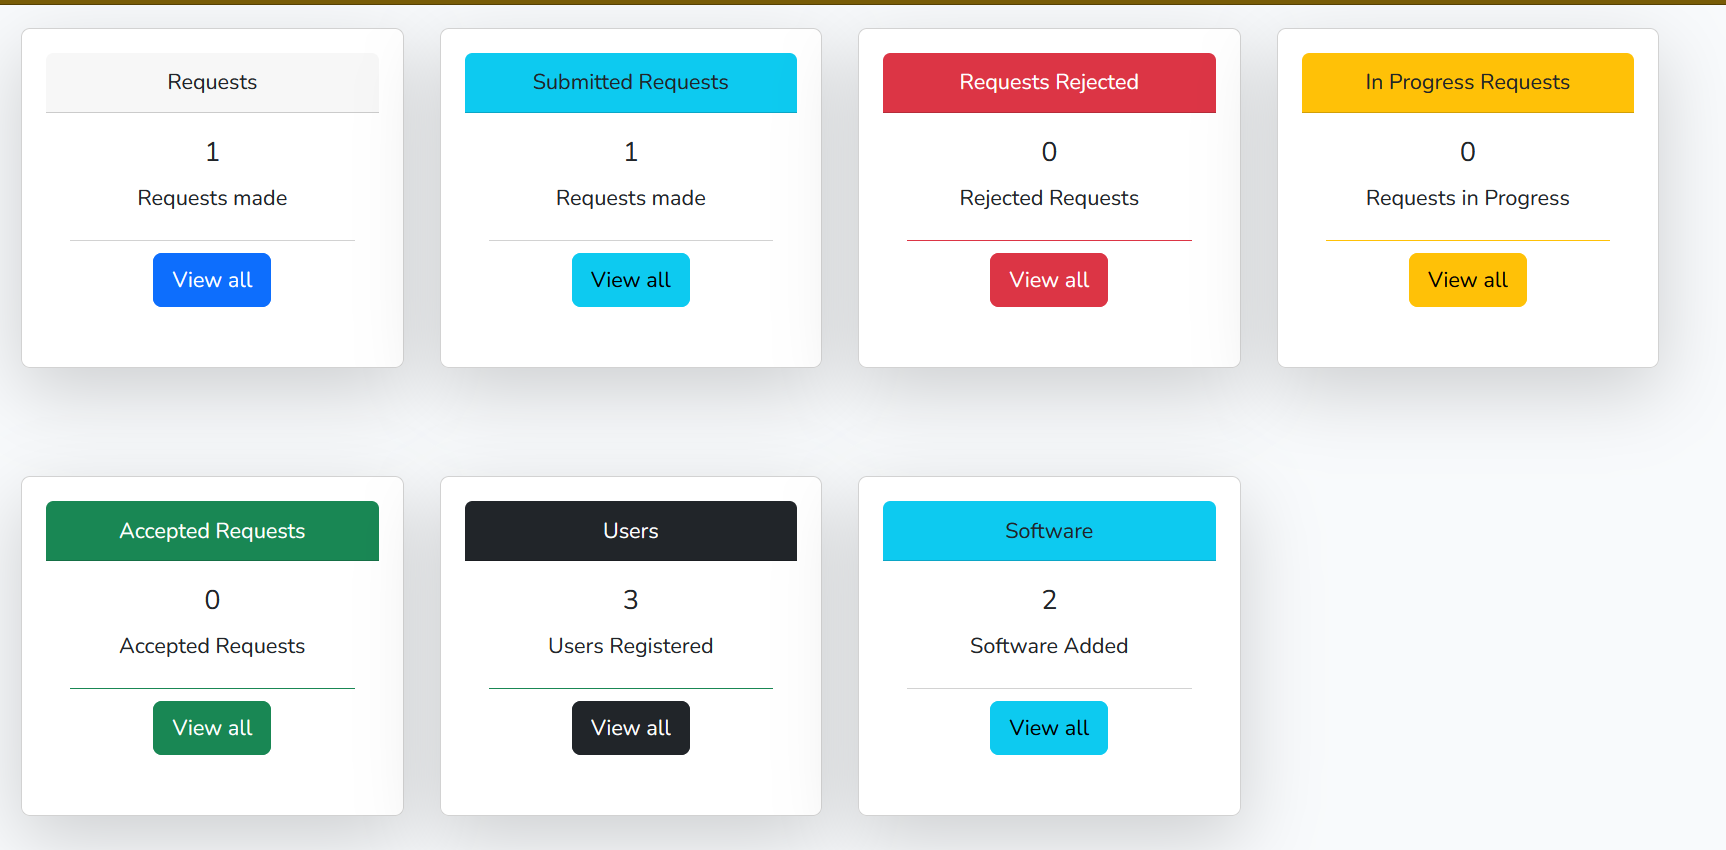 Requests
1
Requests made
View all
Submitted Requests
1
Requests made
View all
Requests Rejected
0
Rejected Requests
View all
In Progress Requests
0
Requests in Progress
View all
Accepted Requests
0
Accepted Requests
View all
Users
3
Users Registered
View all
Software
2
Software Added
View all